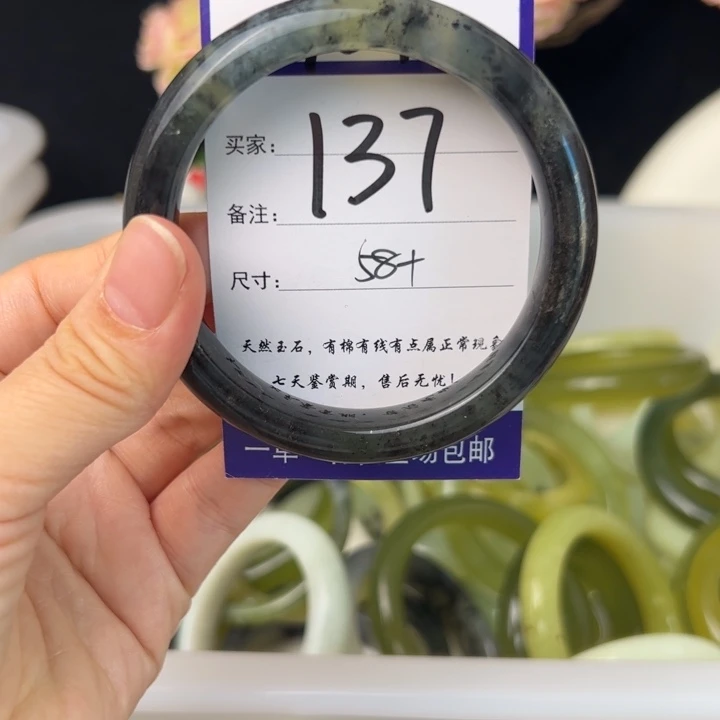 买家：
137
备注：
尺寸：58+
天然玉石，有棉有线有点属正常现象
七天鉴赏期，售后无忧！
包邮